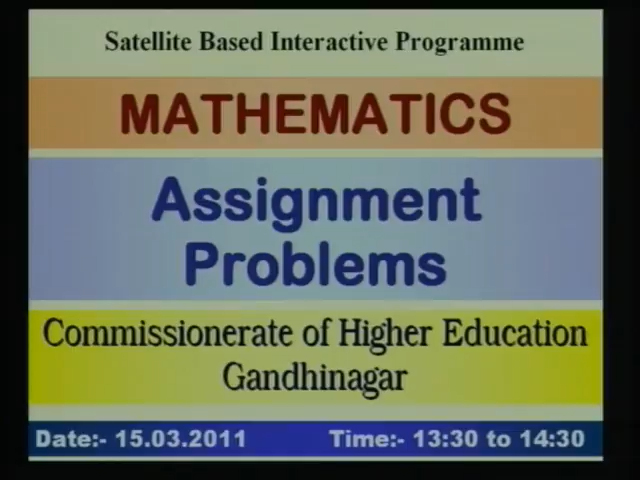 Satellite Based Interactive Programme
MATHEMATICS
Assignment
Problems
Commissionerate of Higher Education
Gandhinagar
Date:- 15.03.2011 Time:- 13:30 to 14:30